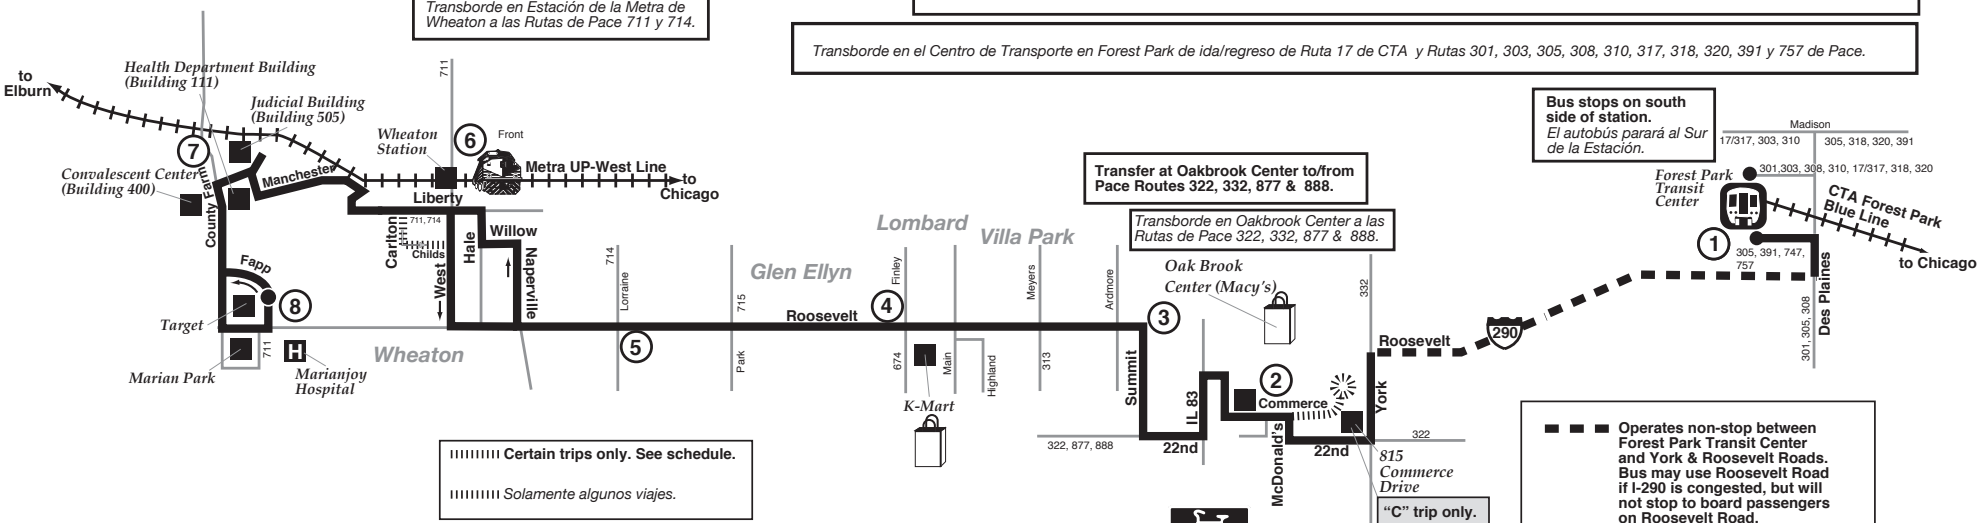 Transborde en Estación de la Metra de
Wheaton a las Rutas de Pace 711 y 714.
Transborde en el Centro de Transporte en Forest Park de ida/regreso de Ruta 17 de CTA y Rutas 301, 303, 305, 308, 310, 317, 318, 320, 391 y 757 de Pace.
to
Elburn
Health Department Building
(Building 111)
Judicial Building
(Building 505)
Convalescent Center
(Building 400)
7
County Farm
Manchester
711
Wheaton
Station
6
Front
Metra UP-West Line
to
Chicago
Liberty
Carlton
711, 714
Childs
West
Hale
Willow
Naperville
Fapp
8
Target
Marian Park
711
H
Marianjoy
Hospital
Wheaton
714
Lorraine
5
Glen Ellyn
715
Park
Roosevelt
4
Lombard
Finley
674
Main
Highland
K-Mart
Villa Park
Meyers
313
Ardmore
3
Summit
322, 877, 888
22nd
IL 83
Transfer at Oakbrook Center to/from
Pace Routes 322, 332, 877 & 888.
Transborde en Oakbrook Center a las
Rutas de Pace 322, 332, 877 & 888.
Oak Brook
Center (Macy's)
2
Commerce
McDonald's
22nd
332
York
322
815
Commerce
Drive
"C" trip only.
Roosevelt
290
Bus stops on south
side of station.
El autobús parará al Sur
de la Estación.
Madison
17/317, 303, 310
305, 318, 320, 391
301,303, 308, 310, 17/317, 318, 320
Forest Park
Transit
Center
CTA Forest Park
Blue Line
to Chicago
1
305, 391, 747,
757
Des Plaines
301, 305, 308
Certain trips only. See schedule.
Solamente algunos viajes.
Operates non-stop between
Forest Park Transit Center
and York & Roosevelt Roads.
Bus may use Roosevelt Road
if I-290 is congested, but will
not stop to board passengers
on Roosevelt Road.